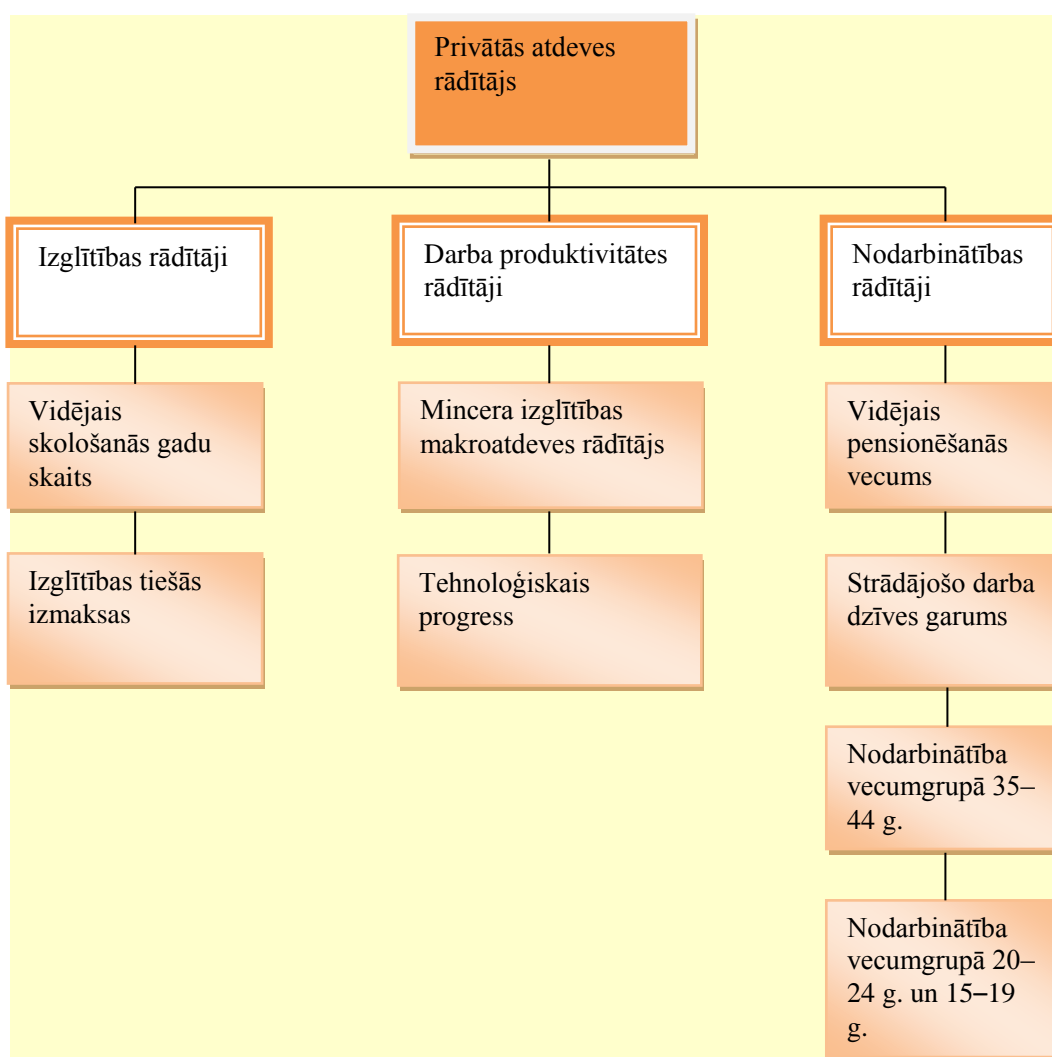 Privātās atdeves
rādītājs
Izglītības rādītāji
Darba produktivitātes
rādītāji
Nodarbinātības
rādītāji
Vidējais
skološanās gadu
skaits
Mincera izglītības
makroatdeves rādītājs
Vidējais
pensionēšanās
vecums
Izglītības tiešās
izmaksas
Tehnoloģiskais
progress
Strādājošo darba
dzīves garums
Nodarbinātība
vecumgrupā 35–
44 g.
Nodarbinātība
vecumgrupā 20–
24 g. un 15–19
g.